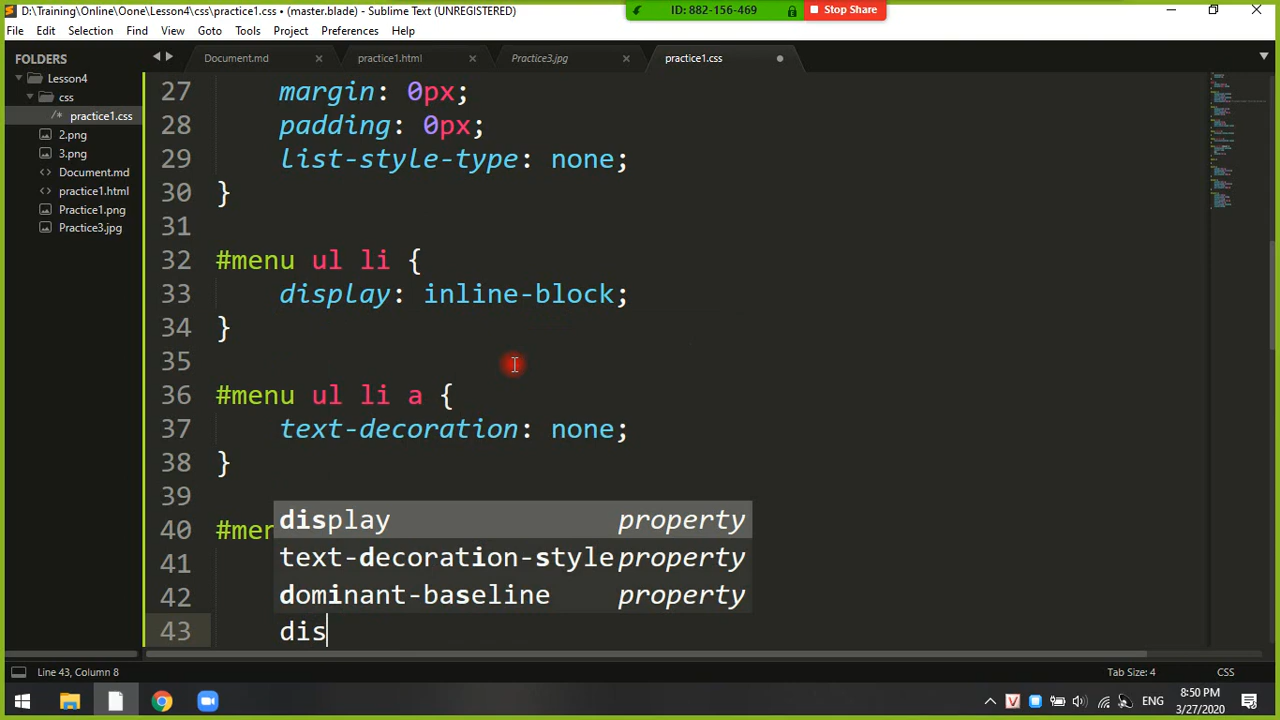 D:\Training\Online\Oone\Lesson4\css\practice1.css • (master.blade) - Sublime Text (UNREGISTERED)
ID: 882-156-469
Stop Share
File Edit Selection Find View Goto Tools Project Preferences Help
FOLDERS
Lesson4
css
/* practice1.css
2.png
3.png
<> Document.md
<> practice1.html
Practice1.png
Practice3.jpg
Document.md × practice1.html × Practice3.jpg × practice1.css
27 margin: 0px;
28 padding: 0px;
29 list-style-type: none;
30 }
31
32 #menu ul li {
33 display: inline-block;
34 }
35
36 #menu ul li a {
37 text-decoration: none;
38 }
39
display property
40 #mer
text-decoration-style property
41
dominant-baseline property
42
43 dis
Line 43, Column 8
Tab Size: 4
CSS
ENG
8:50 PM
3/27/2020